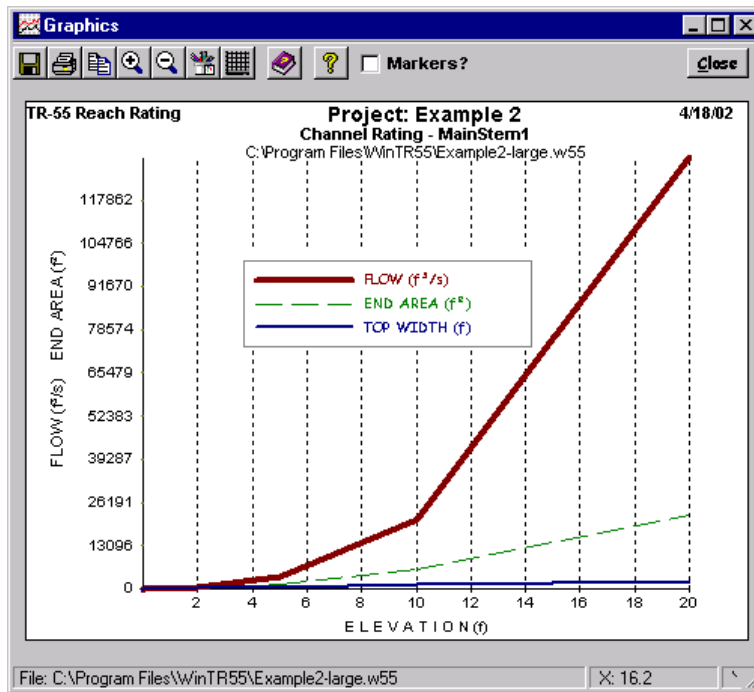 Graphics
Markers?
Close
TR-55 Reach Rating
Project: Example 2
4/18/02
Channel Rating - MainStem1
C:\Program Files\WinTR55\Example2-large.w55
FLOW (f³/s) END AREA (f²)
117862
104766
91670
78574
65479
52383
39287
26191
13096
0
FLOW (f³/s)
END AREA (f²)
TOP WIDTH (f)
2 4 6 8 10 12 14 16 18 20
ELEVATION(f)
File: C:\Program Files\WinTR55\Example2-large.w55
X: 16.2